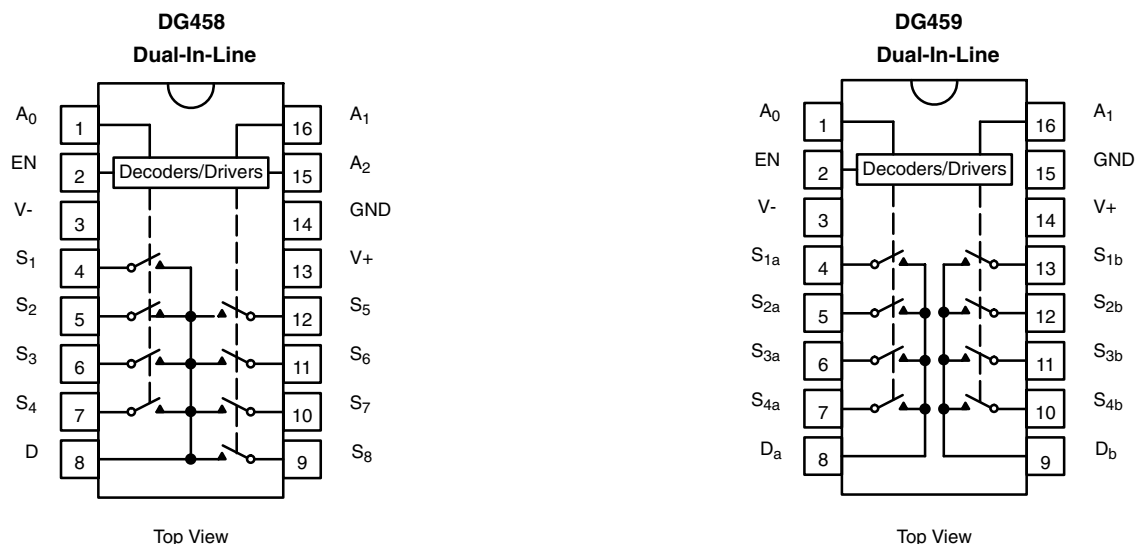 DG458
Dual-In-Line
A0 1 16 A1
EN 2 Decoders/Drivers 15 A2
V- 3 14 GND
S1 4 13 V+
S2 5 12 S5
S3 6 11 S6
S4 7 10 S7
D 8 9 S8
Top View
DG459
Dual-In-Line
A0 1 16 A1
EN 2 Decoders/Drivers 15 GND
V- 3 14 V+
S1a 4 13 S1b
S2a 5 12 S2b
S3a 6 11 S3b
S4a 7 10 S4b
Da 8 9 Db
Top View